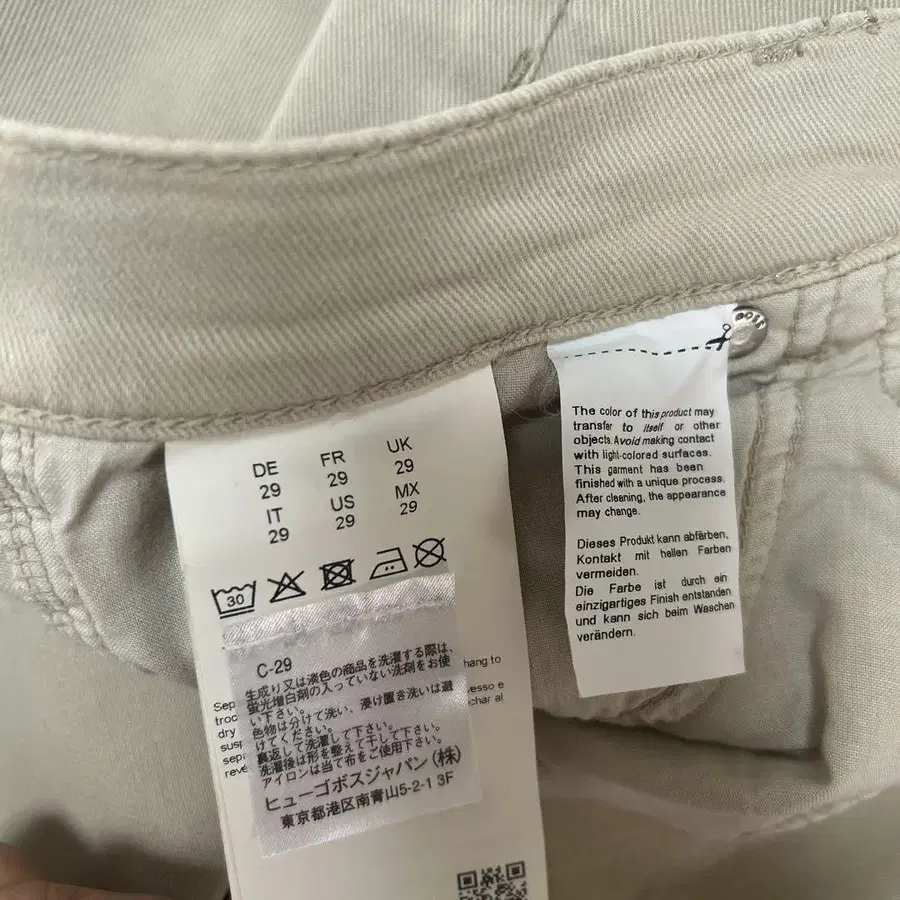 BOSS
DE FR UK
29 29 29
IT US MX
29 29 29
30
C-29
生成り又は淡色の商品を洗濯する際は、
蛍光増白剤の入っていない洗剤をお使
い下さい。
色物は分けて洗い、浸け置き洗いは避
けてください。
裏返して洗濯して下さい。
洗濯後は形を整えて干して下さい。
アイロンは当て布をご使用下さい。
ヒューゴボスジャパン(株)
東京都港区南青山5-2-1 3F
hang to
dry
The color of this product may
transfer to itself or other
objects. Avoid making contact
with light-colored surfaces.
This garment has been
finished with a unique process.
After cleaning, the appearance
may change.
Dieses Produkt kann abfärben,
Kontakt mit hellen Farben
vermeiden.
Die Farbe ist durch ein
einzigartiges Finish entstanden
und kann sich beim Waschen
verändern.